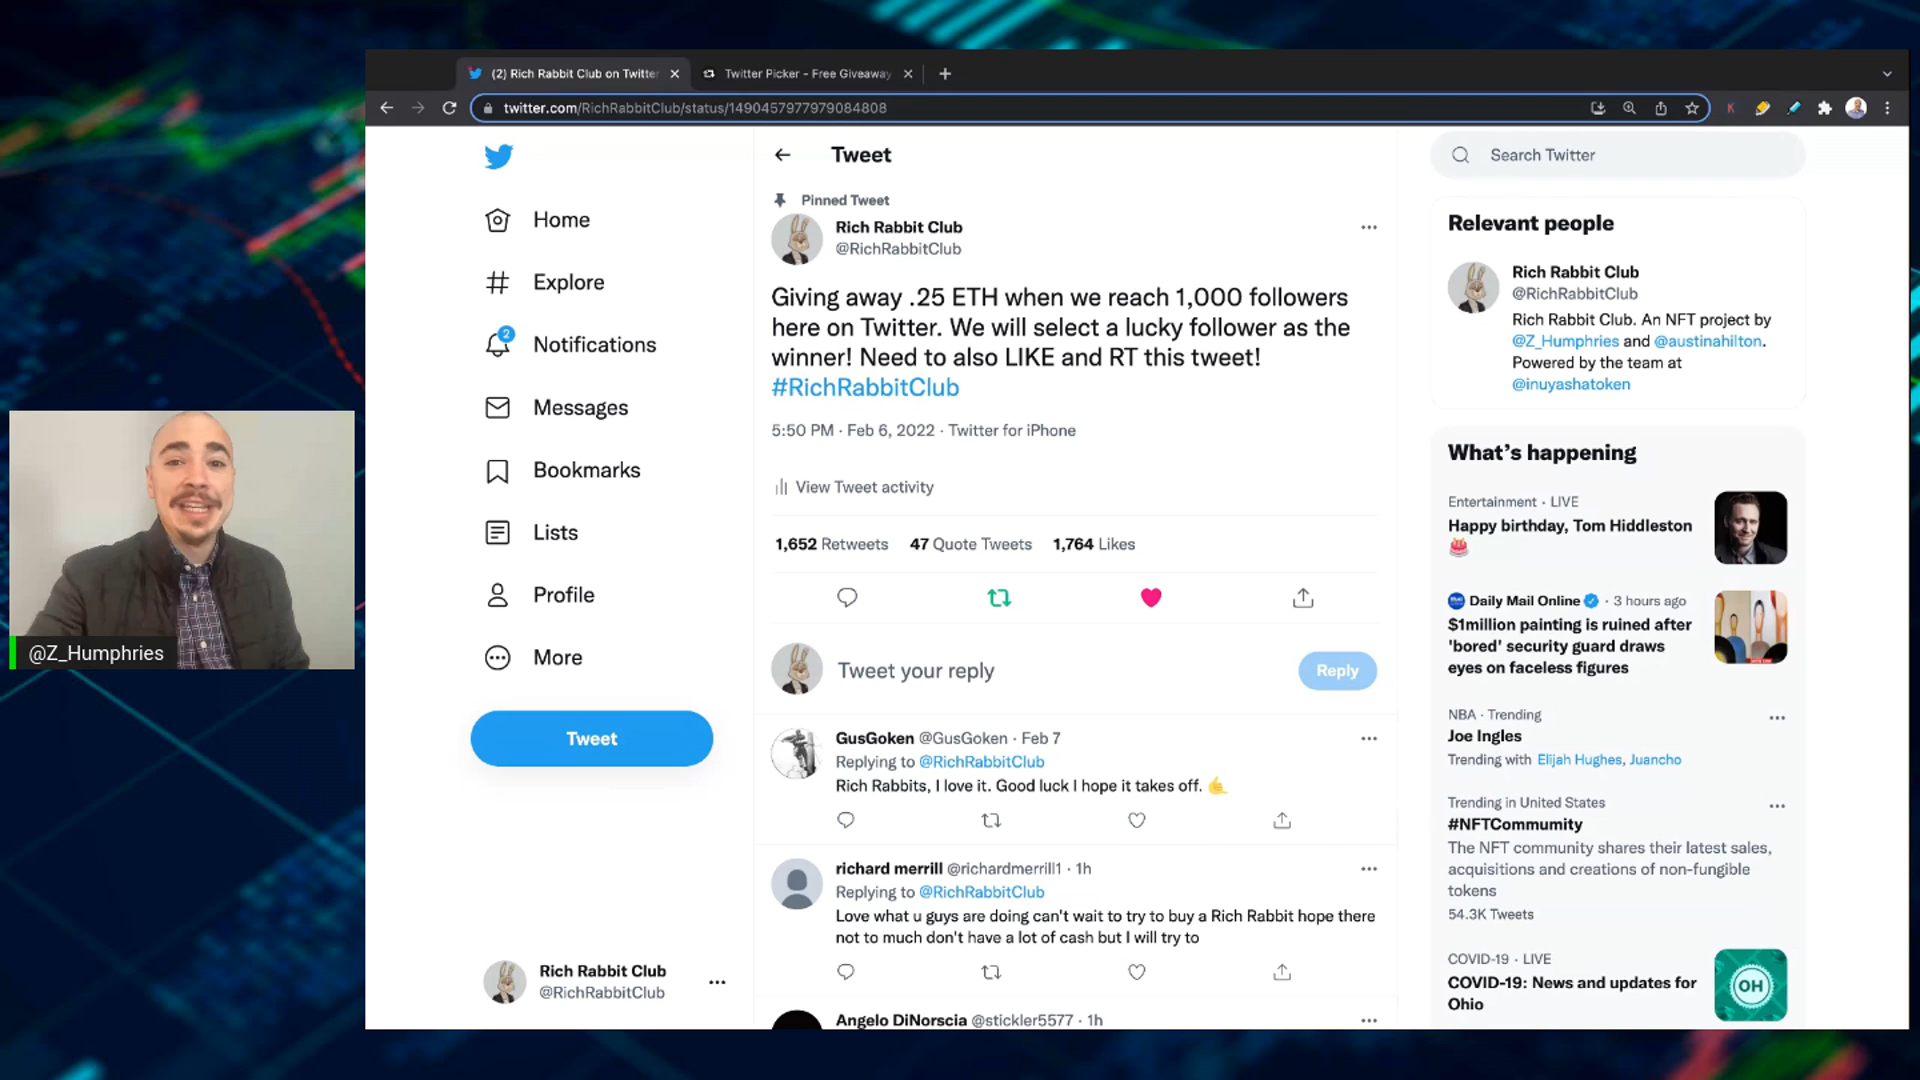 (2) Rich Rabbit Club on Twitter
Twitter Picker - Free Giveaway
twitter.com/RichRabbitClub/status/1490457977979084808
Home
Explore
2
Notifications
Messages
Bookmarks
Lists
Profile
More
Tweet
Rich Rabbit Club
@RichRabbitClub
@Z_Humphries
Tweet
Pinned Tweet
Rich Rabbit Club
@RichRabbitClub
Giving away .25 ETH when we reach 1,000 followers
here on Twitter. We will select a lucky follower as the
winner! Need to also LIKE and RT this tweet!
#RichRabbitClub
5:50 PM · Feb 6, 2022 · Twitter for iPhone
View Tweet activity
1,652 Retweets 47 Quote Tweets 1,764 Likes
Tweet your reply
Reply
GusGoken @GusGoken · Feb 7
Replying to @RichRabbitClub
Rich Rabbits, I love it. Good luck I hope it takes off.
richard merrill @richardmerrill1 · 1h
Replying to @RichRabbitClub
Love what u guys are doing can't wait to try to buy a Rich Rabbit hope there
not to much don't have a lot of cash but I will try to
Angelo DiNorscia @stickler5577 · 1h
Search Twitter
Relevant people
Rich Rabbit Club
@RichRabbitClub
Rich Rabbit Club. An NFT project by
@Z_Humphries and @austinahilton.
Powered by the team at
@inuyashatoken
What's happening
Entertainment · LIVE
Happy birthday, Tom Hiddleston
Daily Mail Online · 3 hours ago
$1million painting is ruined after
'bored' security guard draws
eyes on faceless figures
NBA · Trending
Joe Ingles
Trending with Elijah Hughes, Juancho
Trending in United States
#NFTCommumity
The NFT community shares their latest sales,
acquisitions and creations of non-fungible
tokens
54.3K Tweets
COVID-19 · LIVE
COVID-19: News and updates for
Ohio
OH